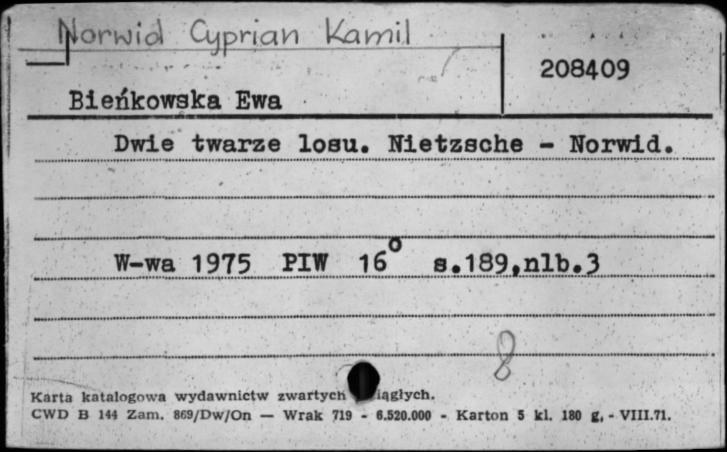 Norwid Cyprian Kamil
208409
Bieńkowska Ewa
Dwie twarze losu. Nietzsche - Norwid.
W-wa 1975 PIW 16° s.189,nlb.3
8
Karta katalogowa wydawnictw zwartych ciągłych.
CWD B 144 Zam. 869/Dw/On — Wrak 719 - 6.520.000 - Karton 5 kl. 180 g. - VIII.71.